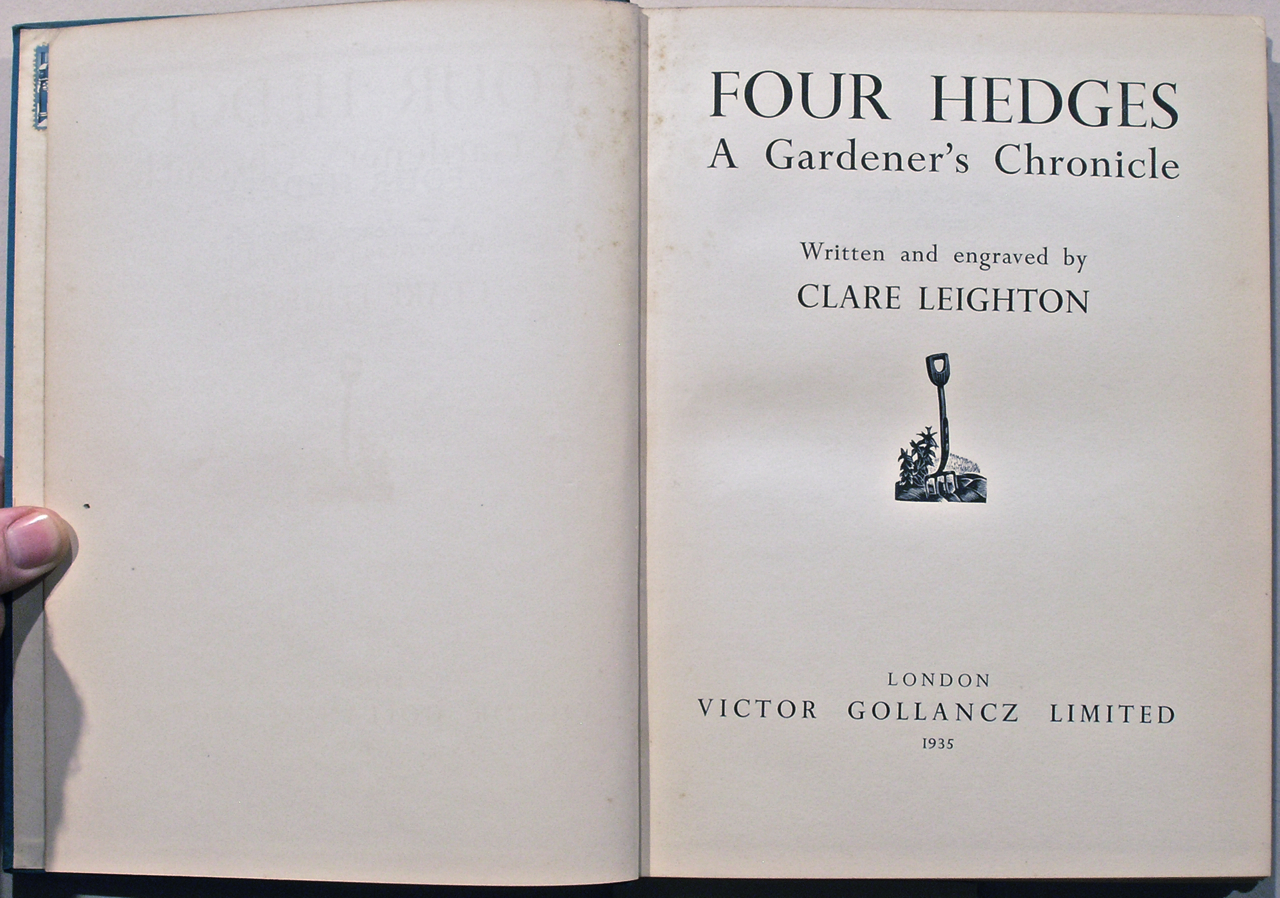 FOUR HEDGES
A Gardener's Chronicle
Written and engraved by
CLARE LEIGHTON
LONDON
VICTOR GOLLANCZ LIMITED
1935